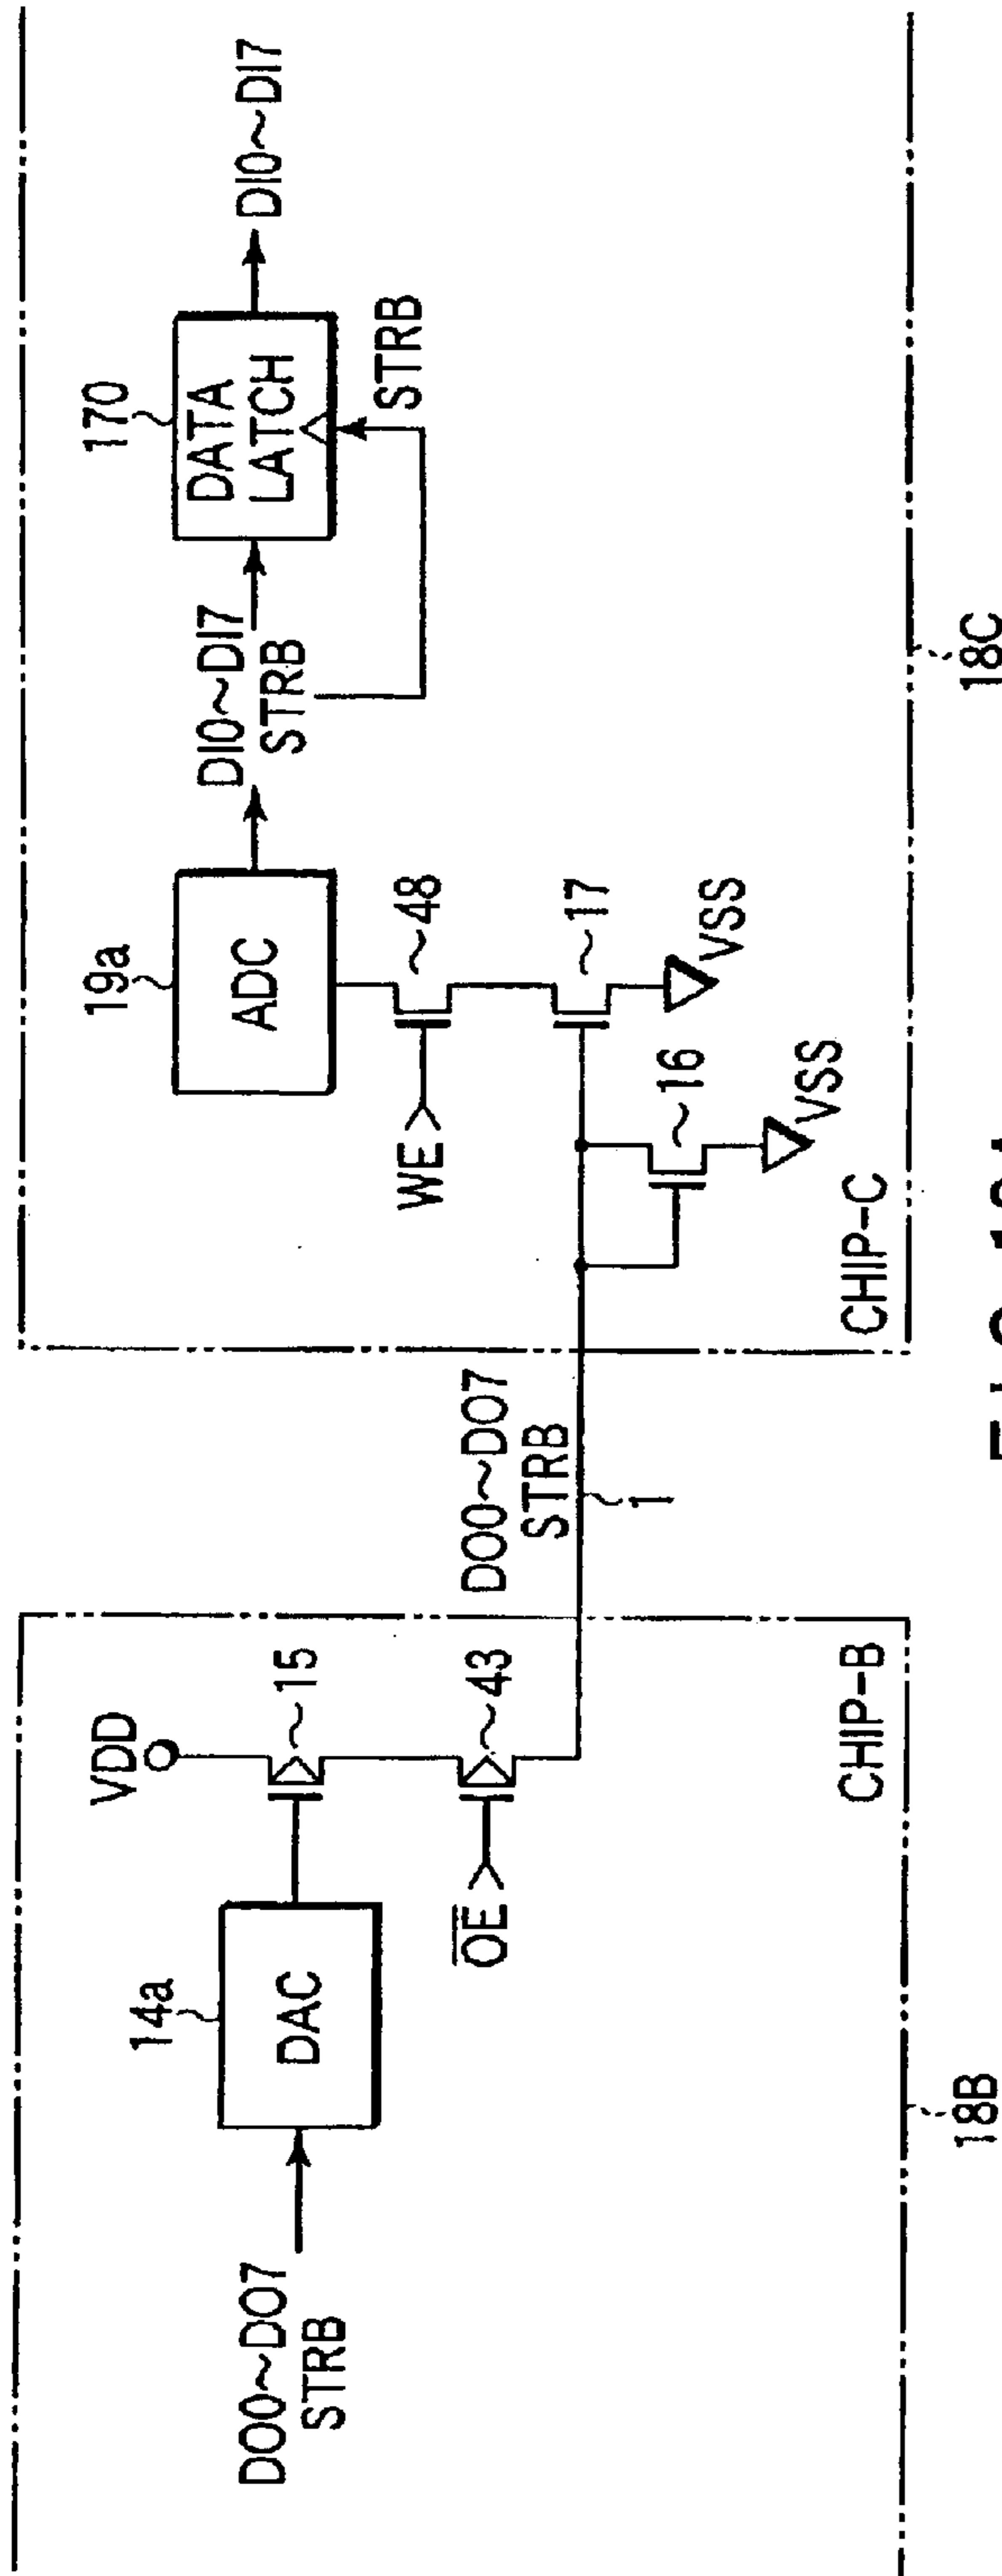 VDD
14a
DAC
15
DO0~DO7
STRB
OE
43
CHIP-B
18B
DO0~DO7
STRB
1
19a
ADC
DI0~DI7
STRB
170
DATA
LATCH
DI0~DI7
STRB
WE
48
17
VSS
16
VSS
CHIP-C
18C